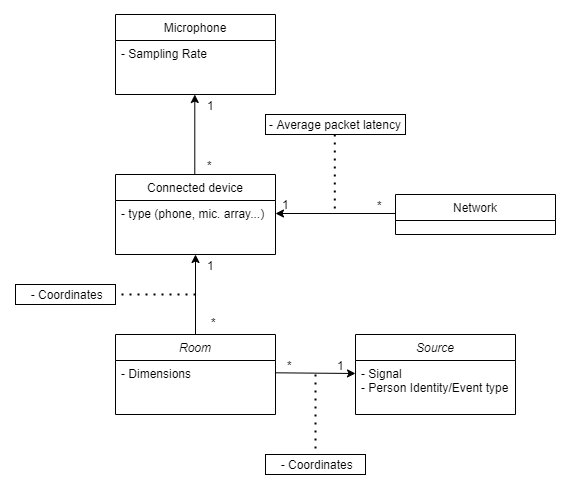 Microphone
- Sampling Rate
1
- Average packet latency
*
Connected device
- type (phone, mic. array...)
1
*
Network
1
- Coordinates
*
Room
- Dimensions
*
1
Source
- Signal
- Person Identity/Event type
- Coordinates